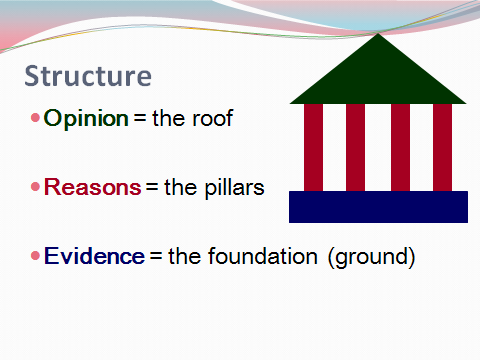 Structure
Opinion = the roof
Reasons = the pillars
Evidence = the foundation (ground)